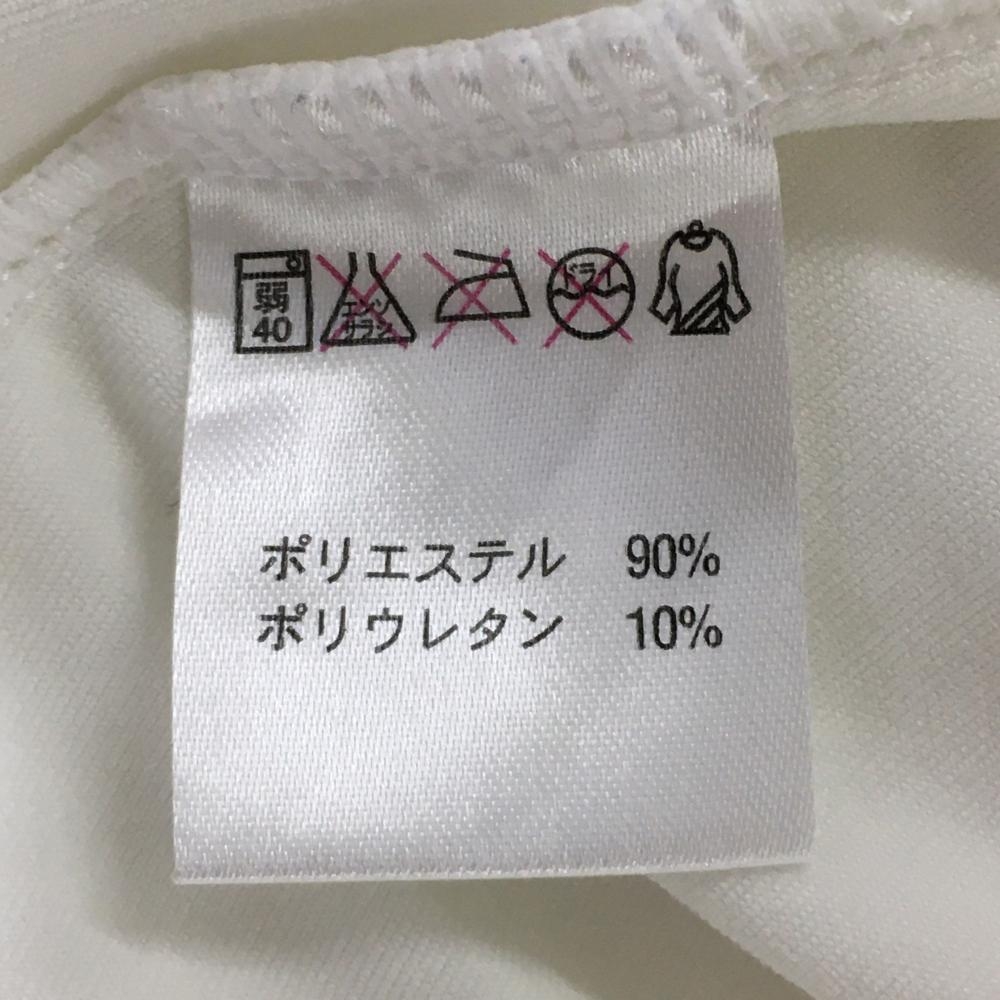 弱
40
エンソ
サラシ
ドライ
ポリエステル 90%
ポリウレタン 10%